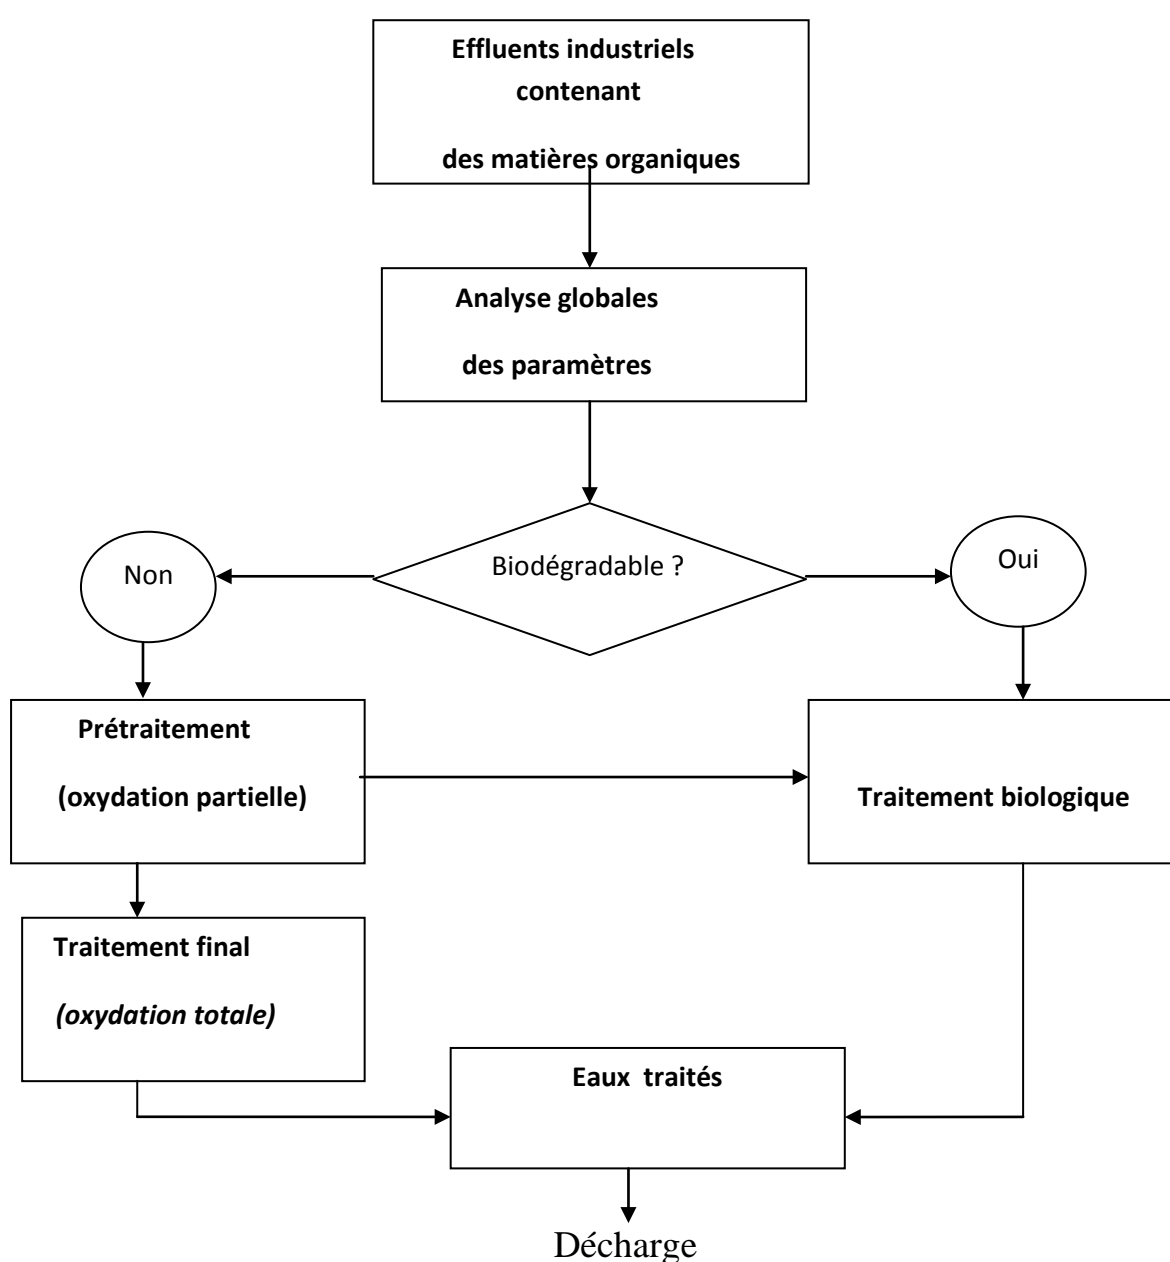 Effluents industriels
contenant
des matières organiques
Analyse globales
des paramètres
Biodégradable ?
Non
Oui
Prétraitement
(oxydation partielle)
Traitement biologique
Traitement final
(oxydation totale)
Eaux traités
Décharge